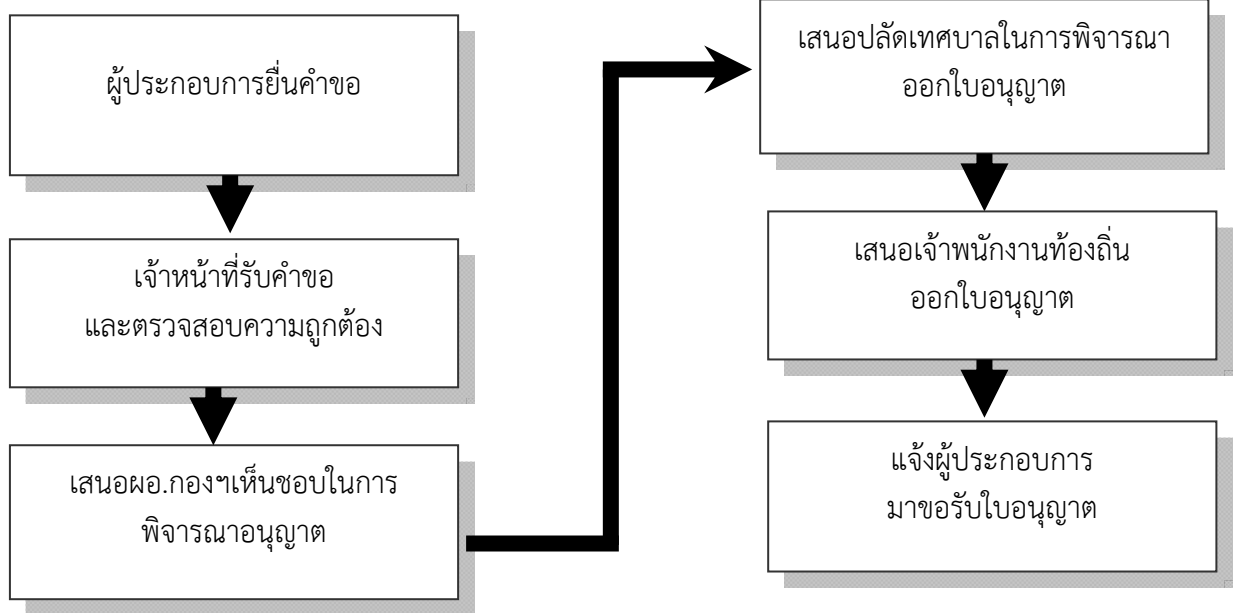 ผู้ประกอบการยื่นคำขอ
เจ้าหน้าที่รับคำขอ
และตรวจสอบความถูกต้อง
เสนอผอ.กองฯเห็นชอบในการ
พิจารณาอนุญาต
เสนอปลัดเทศบาลในการพิจารณา
ออกใบอนุญาต
เสนอเจ้าพนักงานท้องถิ่น
ออกใบอนุญาต
แจ้งผู้ประกอบการ
มาขอรับใบอนุญาต